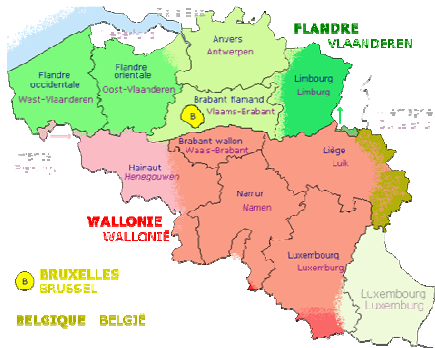 FLANDRE
VLAANDEREN
Anvers
Antwerpen
Flandre
occidentale
West-Vlaanderen
Flandre
orientale
Oost-Vlaanderen
Limbourg
Limburg
Brabant flamand
Vlaams-Brabant
B
Brabant wallon
Waals-Brabant
Liège
Luik
Hainaut
Henegouwen
Namur
Namen
WALLONIE
WALLONIË
Luxembourg
Luxemburg
B
BRUXELLES
BRUSSEL
Luxembourg
Luxemburg
BELGIQUE BELGIË